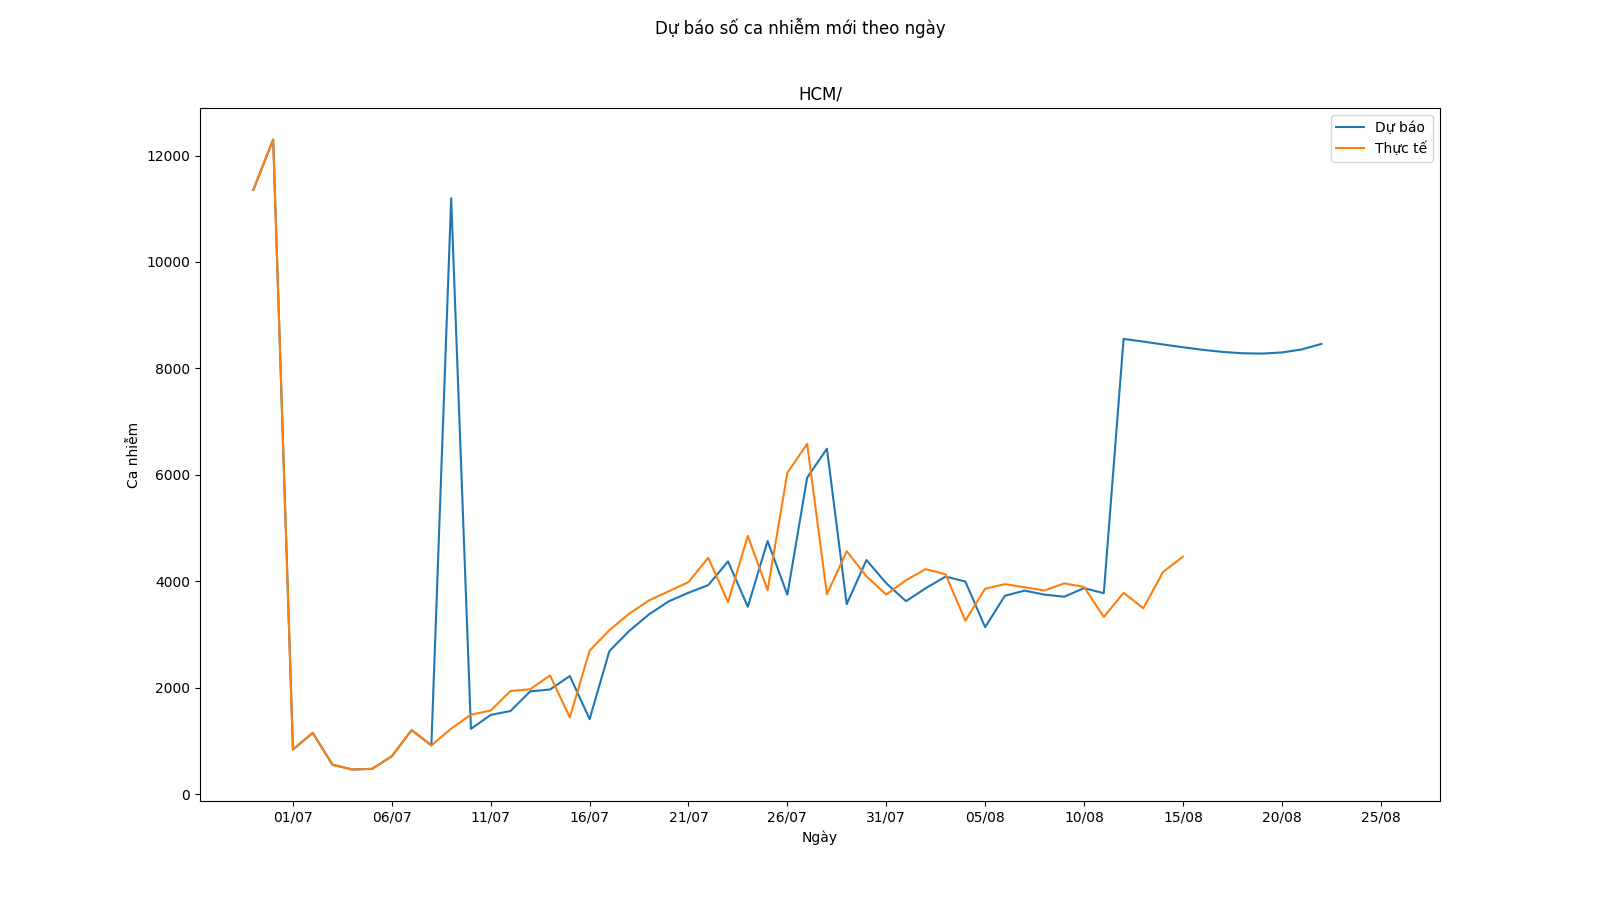 Dự báo số ca nhiễm mới theo ngày
HCM/
Dự báo
Thực tế
12000
10000
8000
6000
4000
2000
0
Ca nhiễm
01/07 06/07 11/07 16/07 21/07 26/07 31/07 05/08 10/08 15/08 20/08 25/08
Ngày